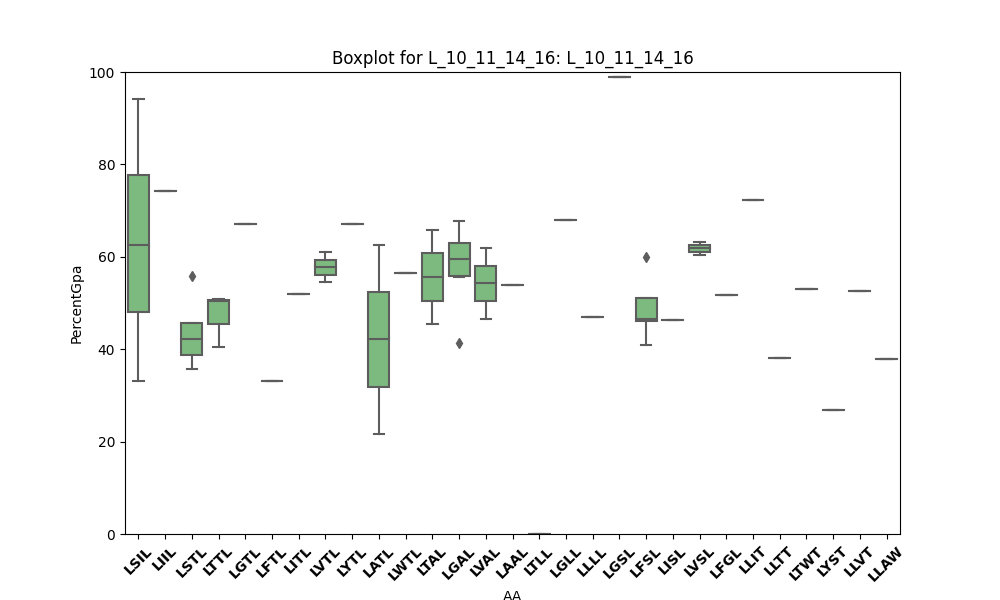 Boxplot for L_10_11_14_16: L_10_11_14_16
100
80
60
40
20
0
PercentGpa
LSIL LIIL LSTL LTTL LGTL LFTL LITL LVTL LYTL LATL LWTL LTAL LGAL LVAL LAAL LTLL LGLL LLLL LGSL LFSL LISL LVSL LFGL LLIT LLTT LTWT LYST LLVT LLAW
AA